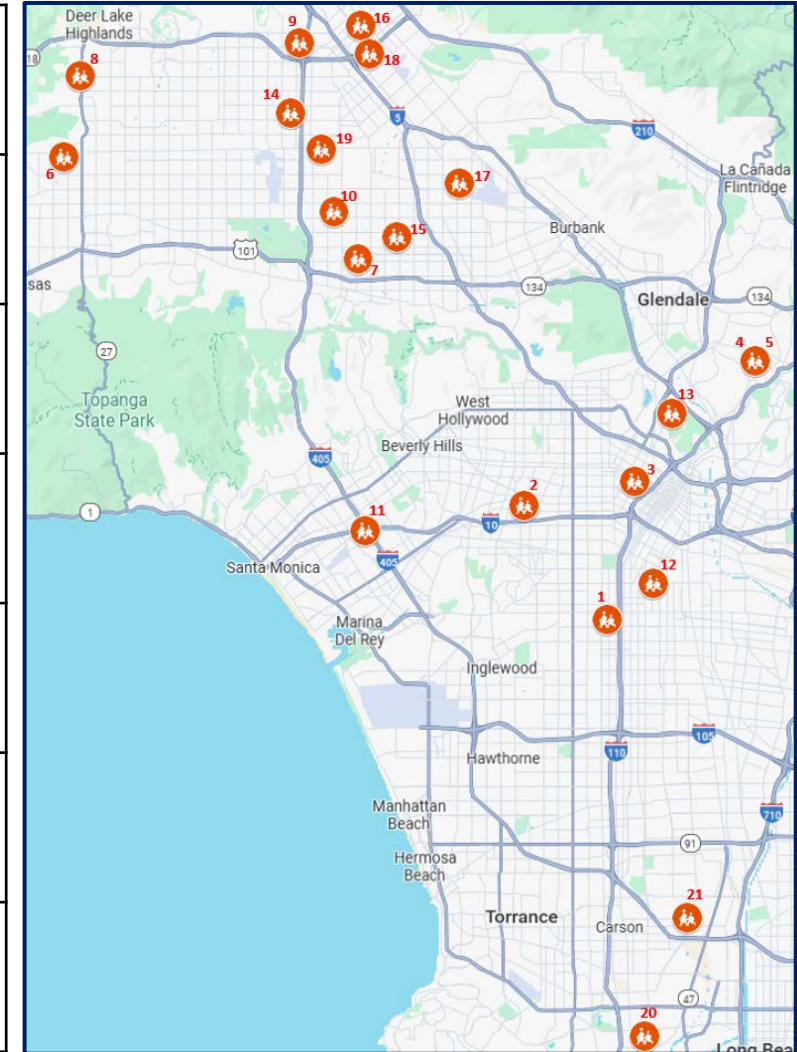 Deer Lake
Highlands
9
16
18
8
18
14
5
19
210
6
17
La Cañada
Flintridge
10
15
Burbank
101
7
sas
134
Glendale
134
27
4 5
Topanga
State Park
West
Hollywood
13
Beverly Hills
405
3
2
1
11
10
405
Santa Monica
12
1
Marina
Del Rey
Inglewood
105
110
Hawthorne
Manhattan
Beach
710
91
Hermosa
Beach
21
Torrance
Carson
47
20
Long Bea